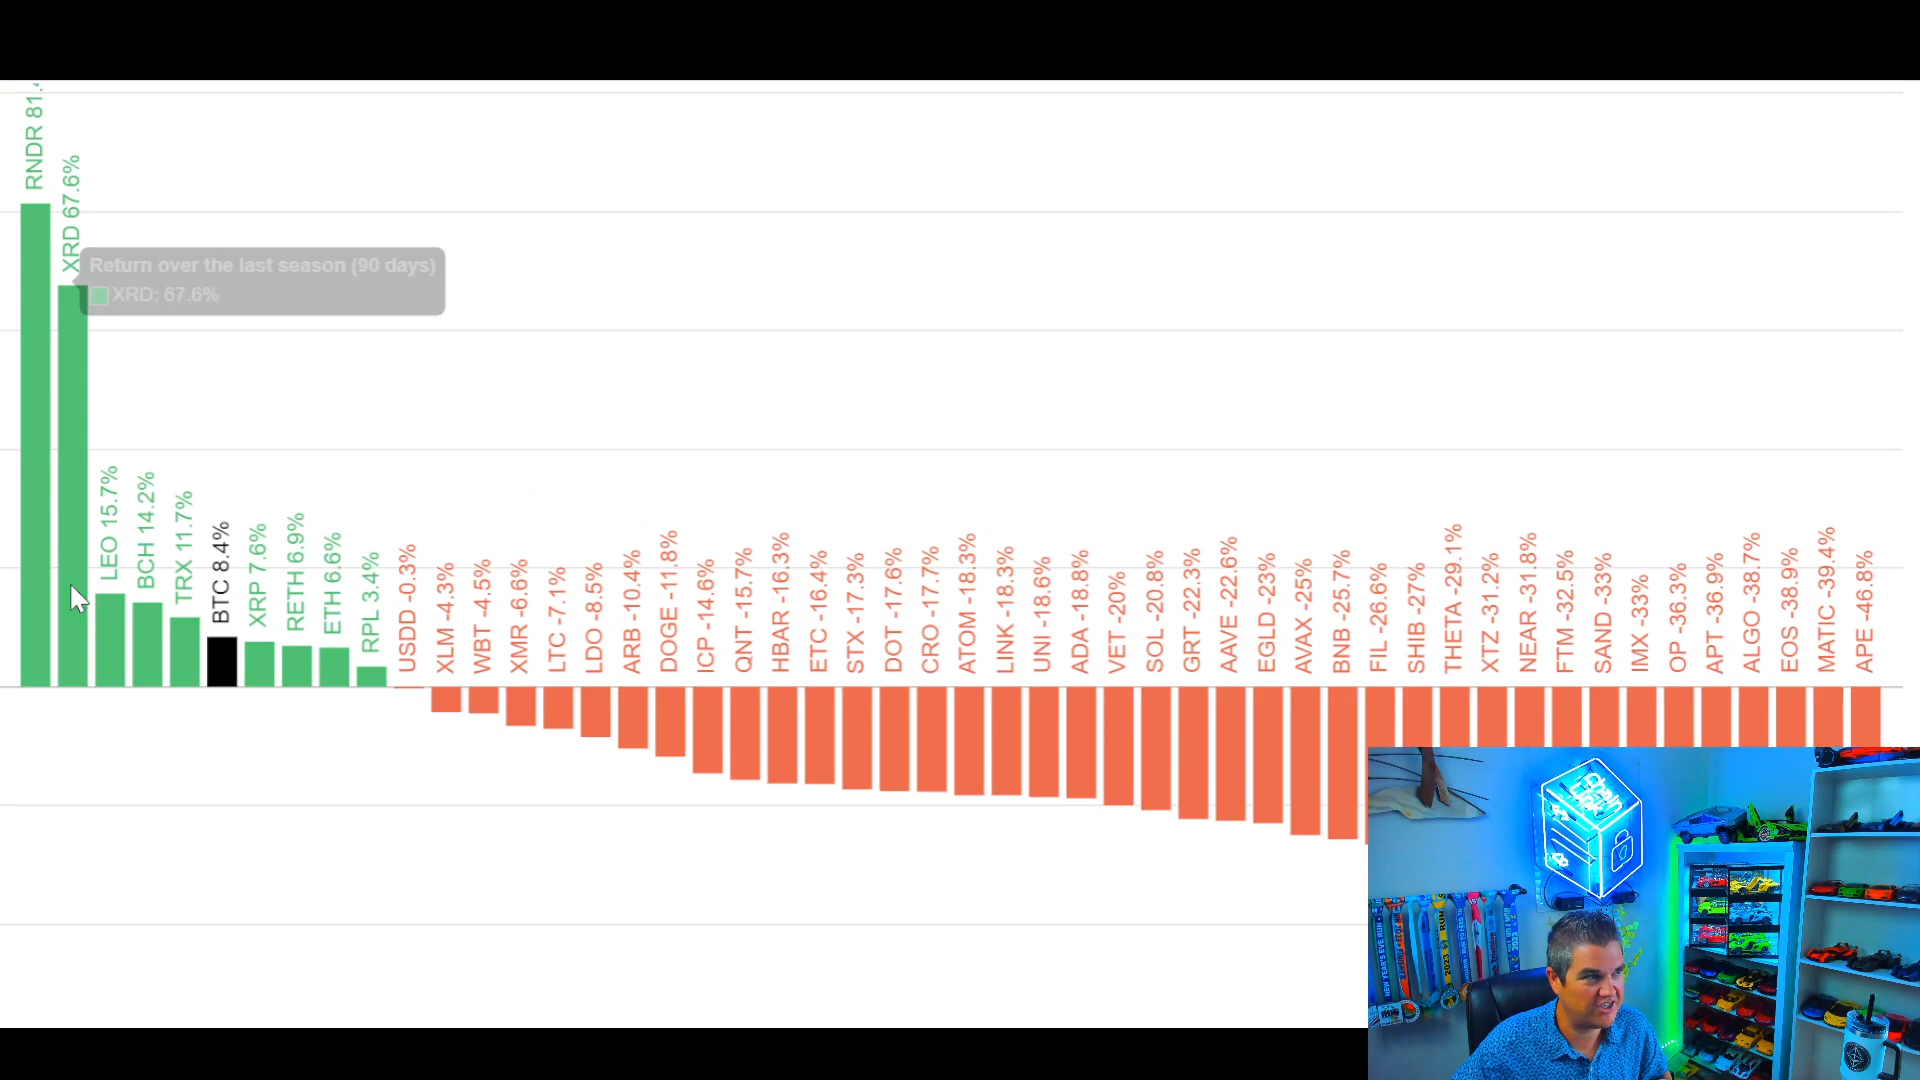 RNDR 81.
XRD 67.6%
Return over the last season (90 days)
XRD: 67.6%
LEO 15.7%
BCH 14.2%
TRX 11.7%
BTC 8.4%
XRP 7.6%
RETH 6.9%
ETH 6.6%
RPL 3.4%
USDD -0.3%
XLM -4.3%
WBT -4.5%
XMR -6.6%
LTC -7.1%
LDO -8.5%
ARB -10.4%
DOGE -11.8%
ICP -14.6%
QNT -15.7%
HBAR -16.3%
ETC -16.4%
STX -17.3%
DOT -17.6%
CRO -17.7%
ATOM -18.3%
LINK -18.3%
UNI -18.6%
ADA -18.8%
VET -20%
SOL -20.8%
GRT -22.3%
AAVE -22.6%
EGLD -23%
AVAX -25%
BNB -25.7%
FIL -26.6%
SHIB -27%
THETA -29.1%
XTZ -31.2%
NEAR -31.8%
FTM -32.5%
SAND -33%
IMX -33%
OP -36.3%
APT -36.9%
ALGO -38.7%
EOS -38.9%
MATIC -39.4%
APE -46.8%
NEW YEAR'S EVE RUN
2023
RUN
2023